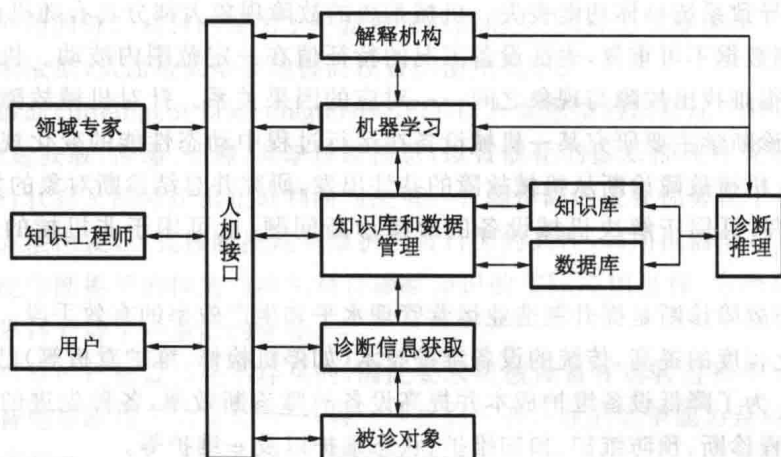 解释机构
领域专家
机器学习
知识工程师
人机接口
知识库和数据管理
知识库
数据库
诊断推理
用户
诊断信息获取
被诊对象